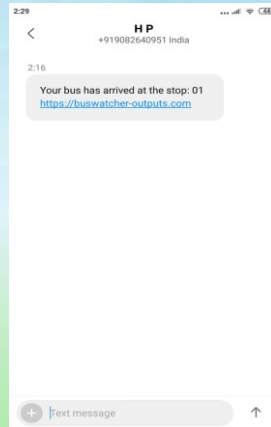 2:29
44
H P
+919082640951 India
2:16
Your bus has arrived at the stop: 01
https://buswatcher-outputs.com
Text message